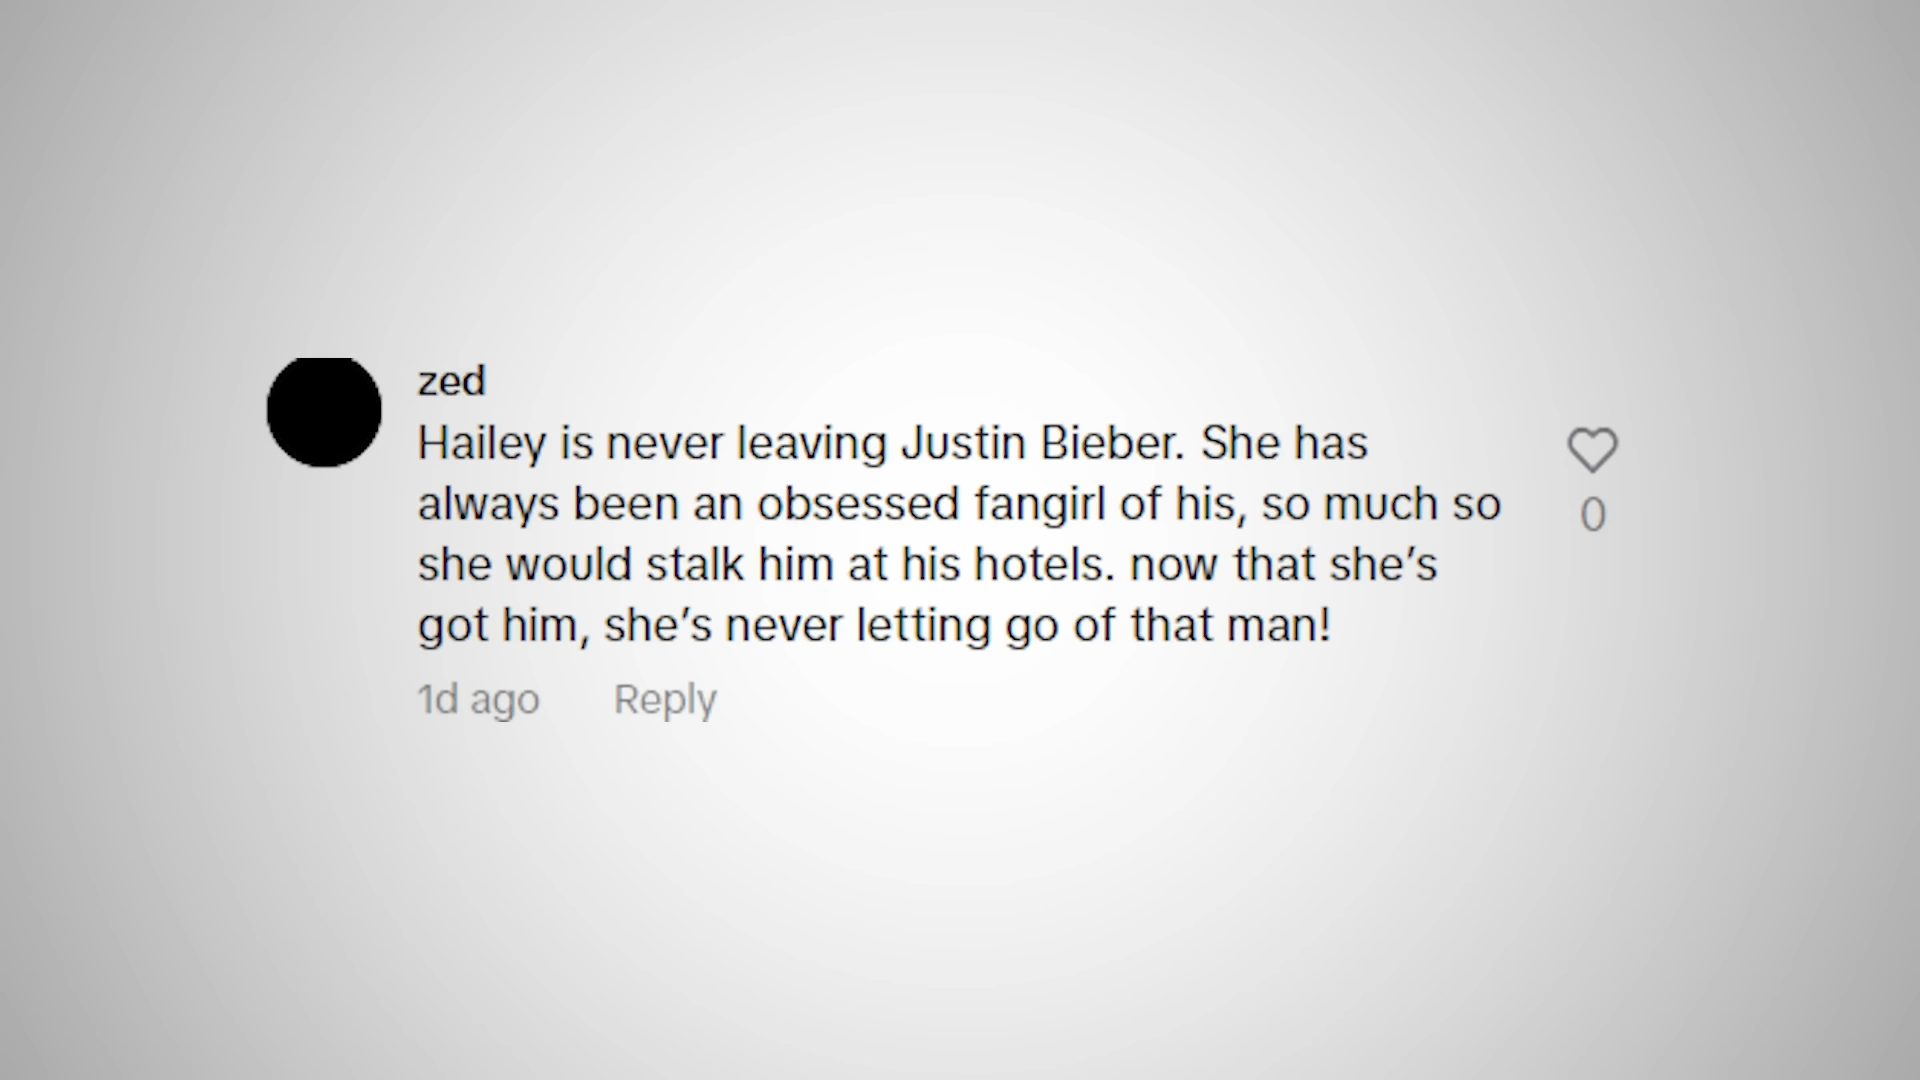 zed
Hailey is never leaving Justin Bieber. She has
always been an obsessed fangirl of his, so much so
she would stalk him at his hotels. now that she’s
got him, she’s never letting go of that man!
0
1d ago Reply